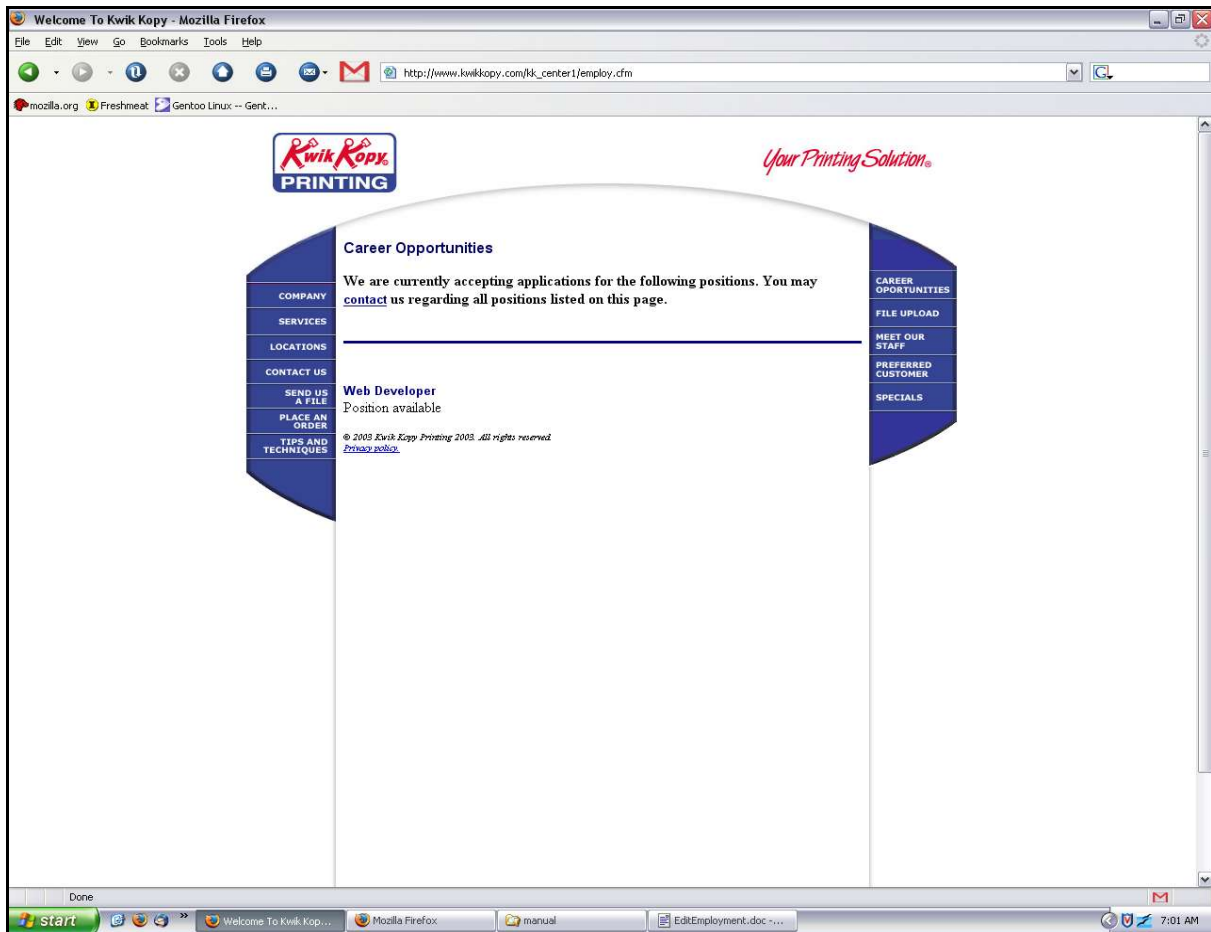 Welcome To Kwik Kopy - Mozilla Firefox
File Edit View Go Bookmarks Tools Help
http://www.kwikkopy.com/kk_center1/employ.cfm
G
mozilla.org Freshmeat Gentoo Linux -- Gent...
Kwik Kopy®
PRINTING
Your Printing Solution®
Career Opportunities
We are currently accepting applications for the following positions. You may
contact us regarding all positions listed on this page.
COMPANY
SERVICES
LOCATIONS
CONTACT US
SEND US
A FILE
PLACE AN
ORDER
TIPS AND
TECHNIQUES
Web Developer
Position available
© 2003 Kwik Kopy Printing 2003. All rights reserved.
Privacy policy.
CAREER
OPORTUNITIES
FILE UPLOAD
MEET OUR
STAFF
PREFERRED
CUSTOMER
SPECIALS
Done
start » Welcome To Kwik Kop... Mozilla Firefox manual EditEmployment.doc -... 7:01 AM